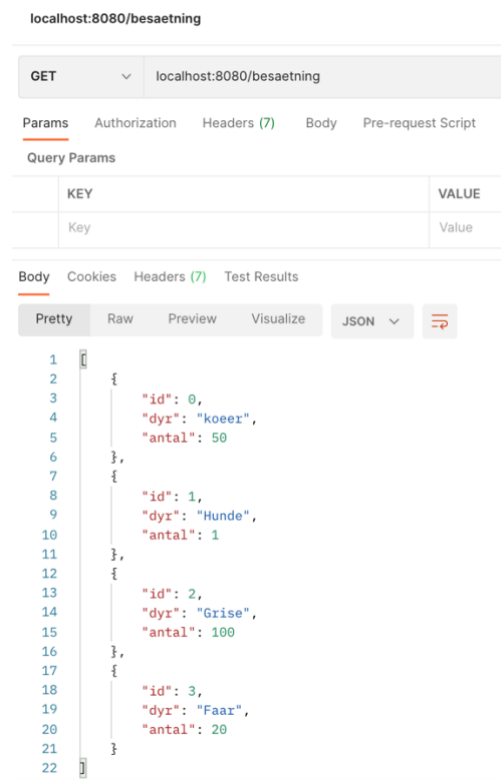 localhost:8080/besaetning
GET localhost:8080/besaetning
Params Authorization Headers (7) Body Pre-request Script
Query Params
KEY VALUE
Key Value
Body Cookies Headers (7) Test Results
Pretty Raw Preview Visualize JSON
1 [
2 {
3 "id": 0,
4 "dyr": "koeer",
5 "antal": 50
6 },
7 {
8 "id": 1,
9 "dyr": "Hunde",
10 "antal": 1
11 },
12 {
13 "id": 2,
14 "dyr": "Grise",
15 "antal": 100
16 },
17 {
18 "id": 3,
19 "dyr": "Faar",
20 "antal": 20
21 }
22 ]